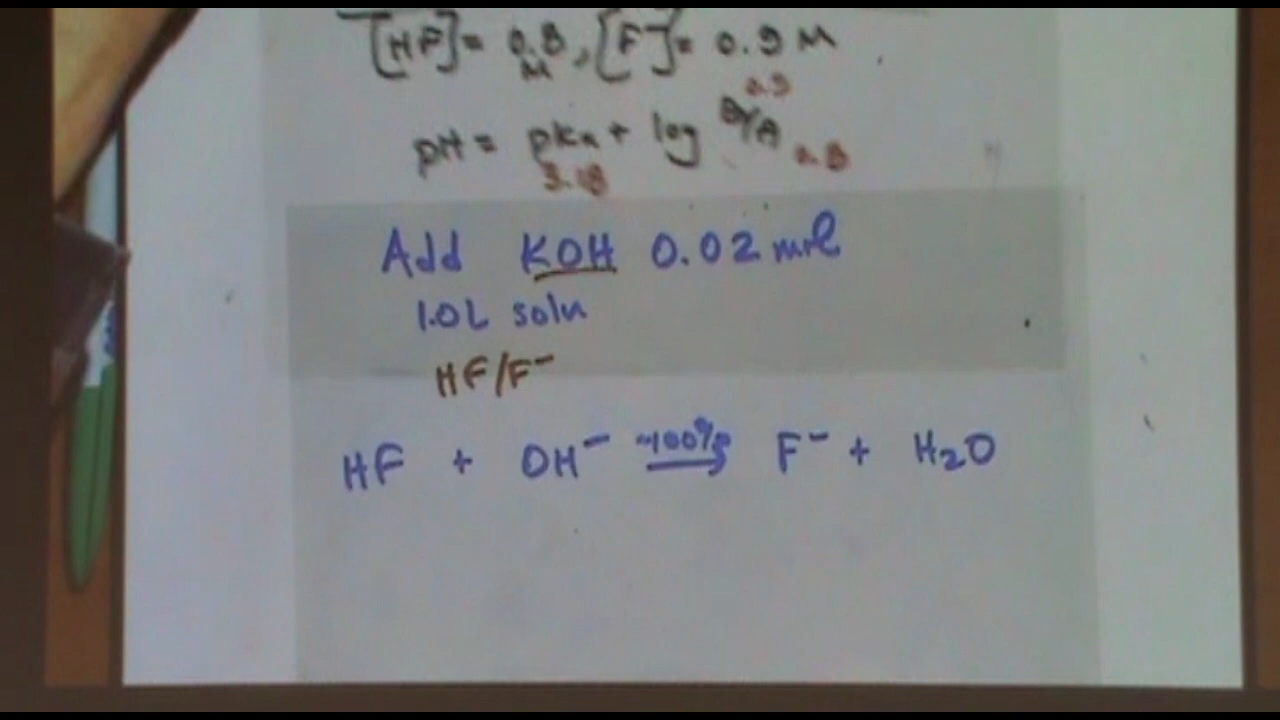 [HF] = 0.8 M, [F⁻] = 0.9 M
pH = pKa + log B/A 0.9 0.8
3.18
Add KOH 0.02 mol
1.0L soln
HF/F⁻
HF + OH⁻ ~100% → F⁻ + H₂O